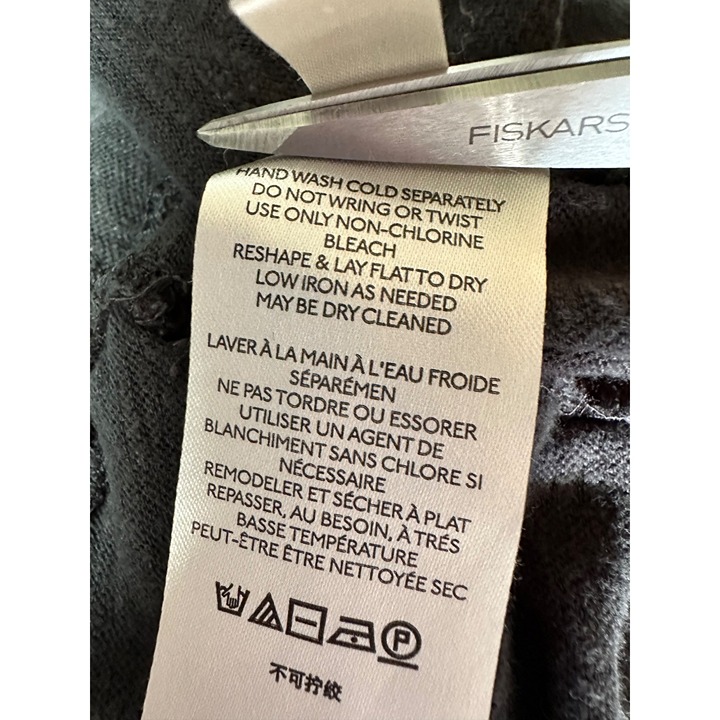 FISKARS
HAND WASH COLD SEPARATELY
DO NOT WRING OR TWIST
USE ONLY NON-CHLORINE
BLEACH
RESHAPE & LAY FLAT TO DRY
LOW IRON AS NEEDED
MAY BE DRY CLEANED
LAVER À LA MAIN À L'EAU FROIDE
SÉPARÉMEN
NE PAS TORDRE OU ESSORER
UTILISER UN AGENT DE
BLANCHIMENT SANS CHLORE SI
NÉCESSAIRE
REMODELER ET SÉCHER À PLAT
REPASSER, AU BESOIN, À TRÉS
BASSE TEMPÉRATURE
PEUT-ÊTRE ÊTRE NETTOYÉE SEC
P
不可拧绞